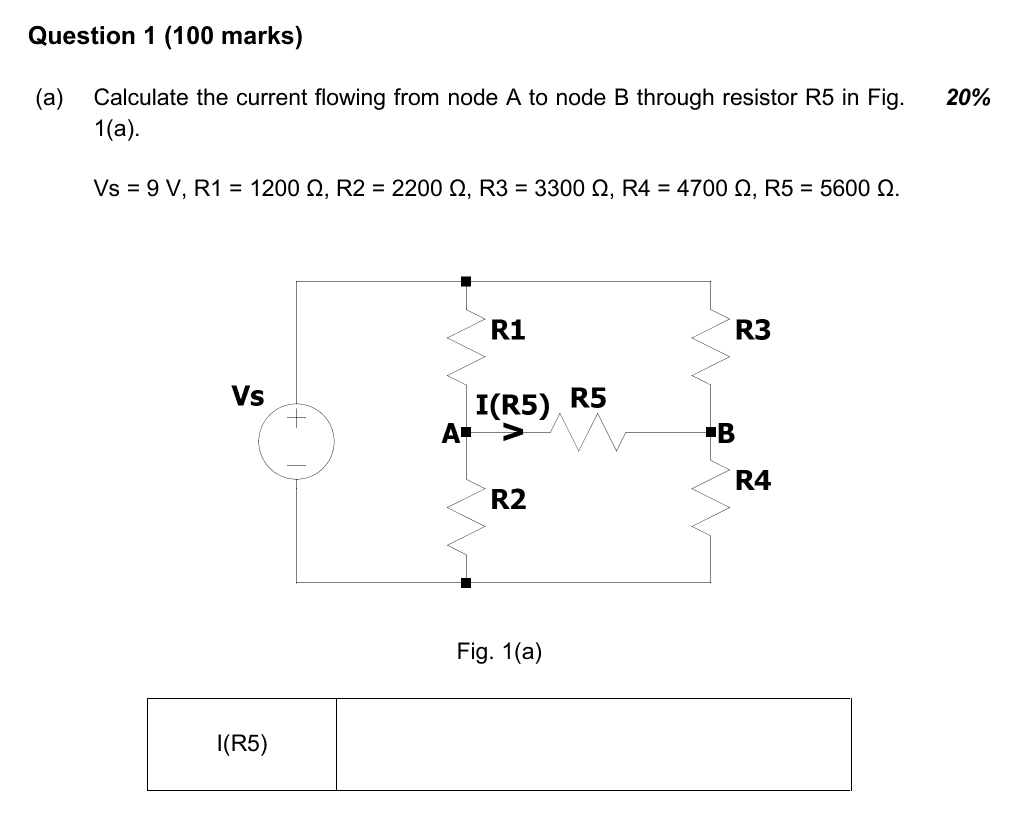 Question 1 (100 marks)
(a) Calculate the current flowing from node A to node B through resistor R5 in Fig. 20%
1(a).
Vs = 9 V, R1 = 1200 Ω, R2 = 2200 Ω, R3 = 3300 Ω, R4 = 4700 Ω, R5 = 5600 Ω.
R1
R3
Vs
+
I(R5)
R5
A
>
B
R4
R2
Fig. 1(a)
I(R5)